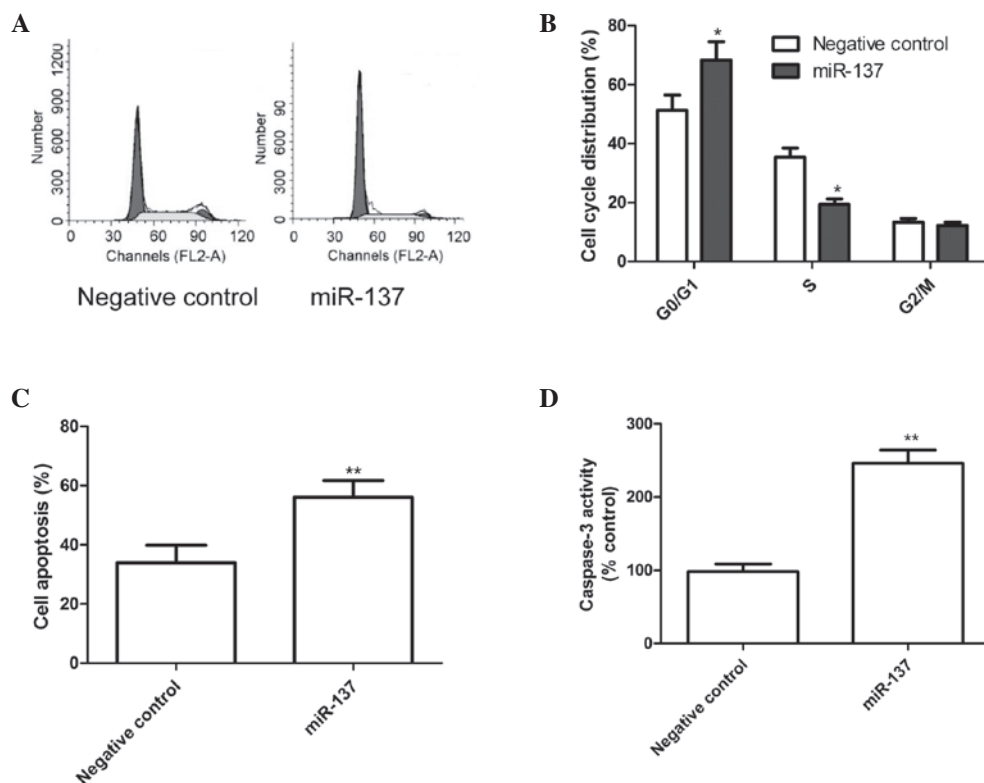 A
Number
0 300 600 900 1200
0 30 60 90 120
Channels (FL2-A)
Negative control
Number
0 300 90
0 30 60 90 120
Channels (FL2-A)
miR-137
B
Cell cycle distribution (%)
80
60
40
20
0
Negative control
miR-137
*
*
G0/G1
S
G2/M
C
Cell apoptosis (%)
80
60
40
20
0
**
Negative control
miR-137
D
Caspase-3 activity
(% control)
300
200
100
0
**
Negative control
miR-137